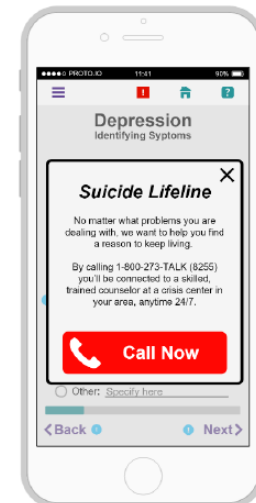 PROTO.IO 11:41 90%
!
?
Depression
Identifying Syptoms
Suicide Lifeline
No matter what problems you are
dealing with, we want to help you find
a reason to keep living.
By calling 1-800-273-TALK (8255)
you'll be connected to a skilled,
trained counselor at a crisis center in
your area, anytime 24/7.
Call Now
Other: Specify here
<Back
Next>